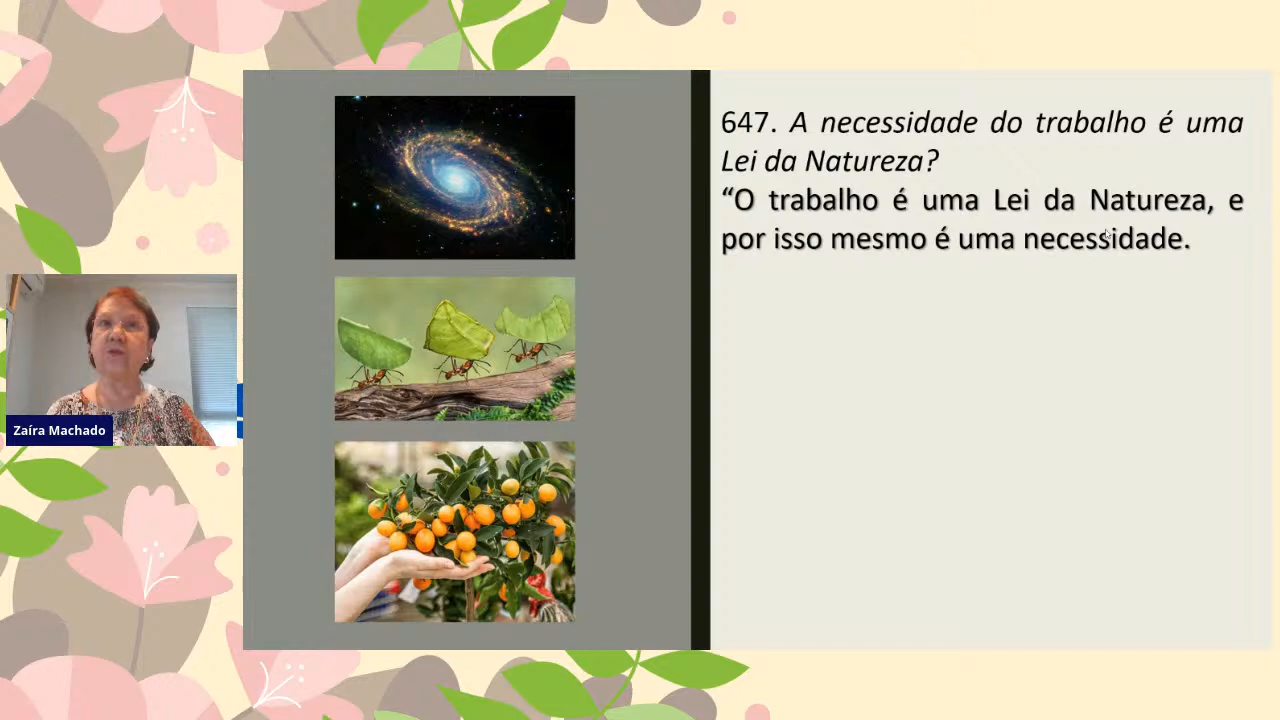 647. A necessidade do trabalho é uma
Lei da Natureza?
“O trabalho é uma Lei da Natureza, e
por isso mesmo é uma necessidade.
Zaíra Machado